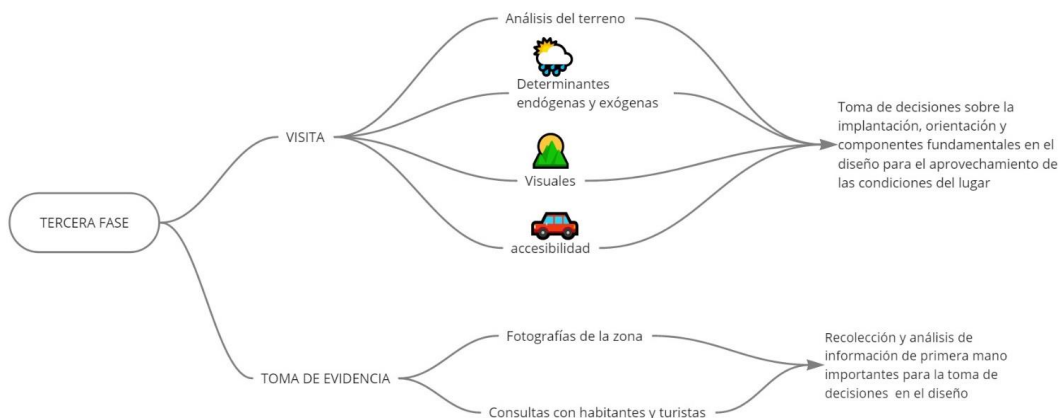 TERCERA FASE
VISITA
Análisis del terreno
Determinantes
endógenas y exógenas
Visuales
accesibilidad
Toma de decisiones sobre la
implantación, orientación y
componentes fundamentales en el
diseño para el aprovechamiento de
las condiciones del lugar
TOMA DE EVIDENCIA
Fotografías de la zona
Consultas con habitantes y turistas
Recolección y análisis de
información de primera mano
importantes para la toma de
decisiones  en el diseño